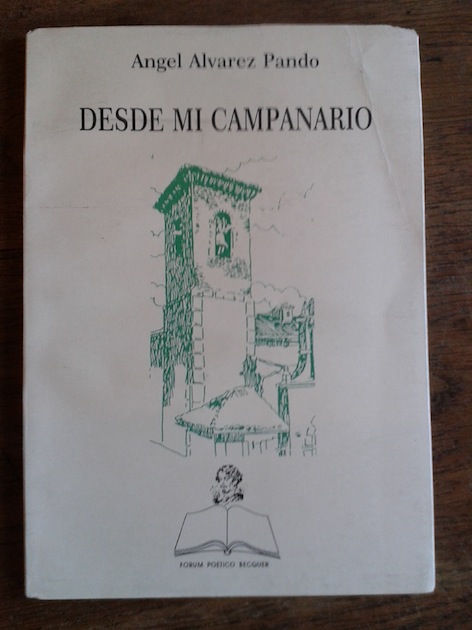 Angel Alvarez Pando
DESDE MI CAMPANARIO
FORUM POETICO BECQUER